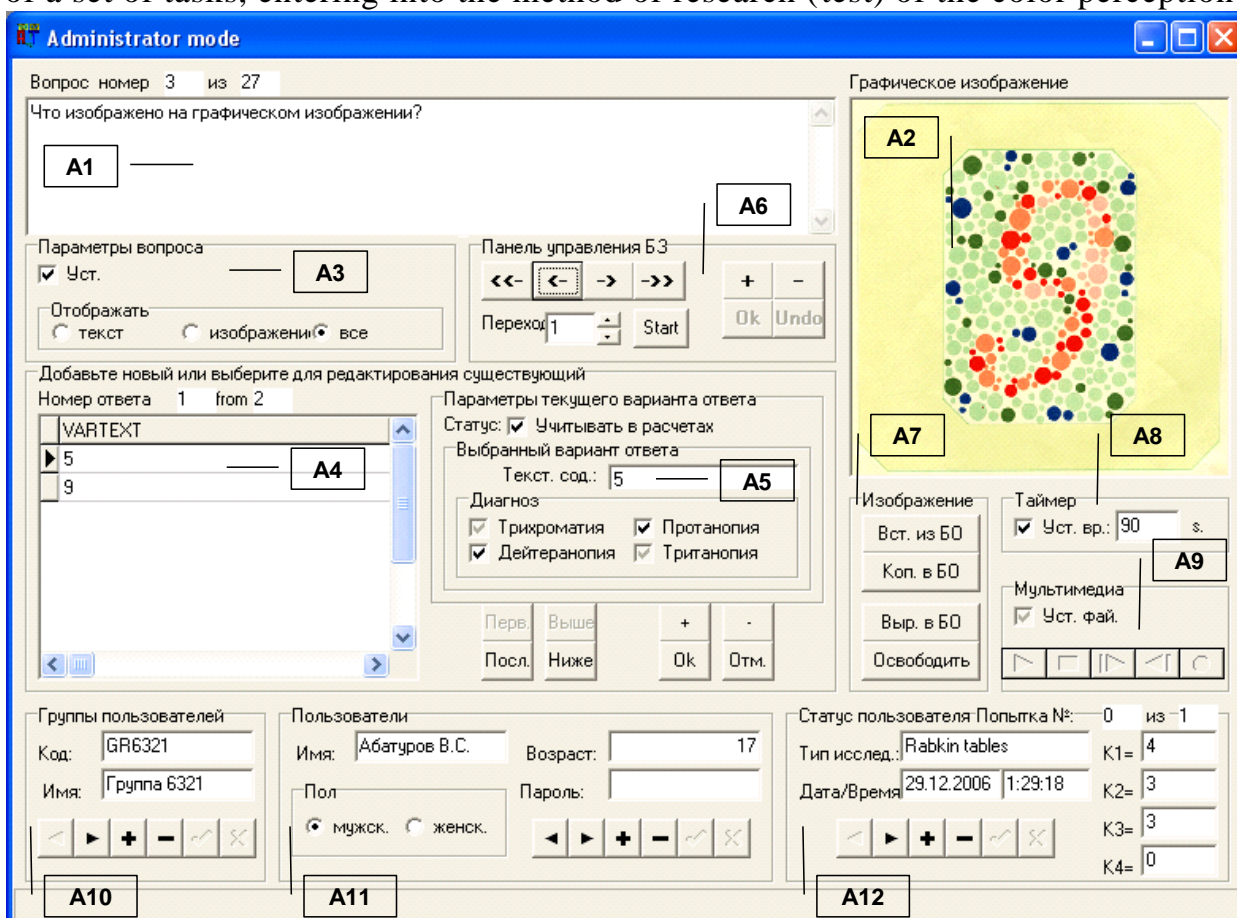 of a set of tasks, entering into the method of research (test) of the color perception
Administrator mode
Вопрос номер 3 из 27
Что изображено на графическом изображении?
A1
Графическое изображение
A2
A6
Параметры вопроса
Уст.
A3
Отображать
текст изображени все
Панель управления БЗ
<<- <- -> ->> + -
Переход 1 Start Ok Undo
Добавьте новый или выберите для редактирования существующий
Номер ответа 1 from 2
VARTEXT
5
9
A4
Параметры текущего варианта ответа
Статус: Учитывать в расчетах
Выбранный вариант ответа
Текст. сод.: 5
A5
Диагноз
Трихроматия Протанопия
Дейтеранопия Тританопия
Перв. Выше + -
Посл. Ниже Ok Отм.
A7
A8
Изображение
Вст. из БО
Коп. в БО
Выр. в БО
Освободить
Таймер
Уст. вр.: 90 s.
A9
Мультимедиа
Уст. фай.
Группы пользователей
Код: GR6321
Имя: Группа 6321
A10
Пользователи
Имя: Абатуров В.С. Возраст: 17
Пол Пароль:
мужск. женск.
A11
Статус пользователя Попытка №: 0 из 1
Тип исслед.: Rabkin tables K1= 4
Дата/Время 29.12.2006 1:29:18 K2= 3
K3= 3
K4= 0
A12